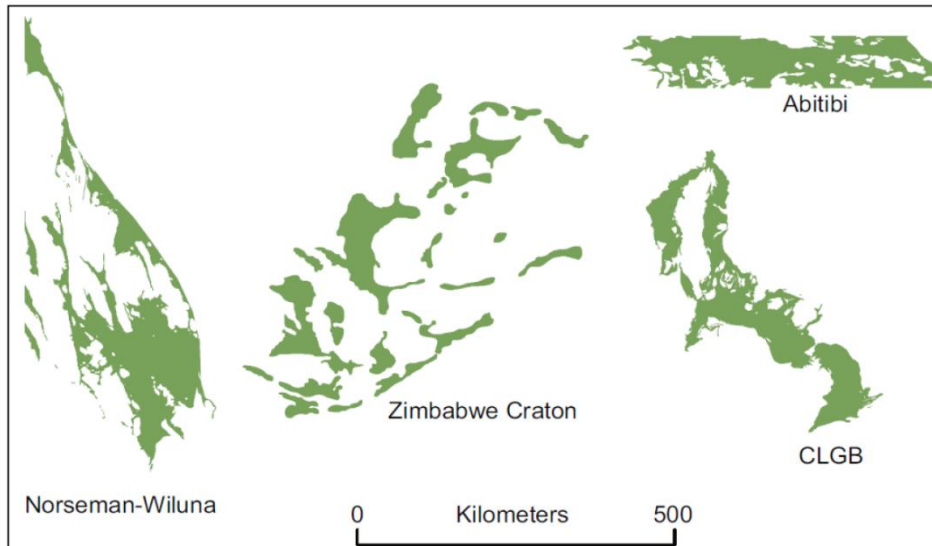 Abitibi
Zimbabwe Craton
CLGB
Norseman-Wiluna
0 Kilometers 500